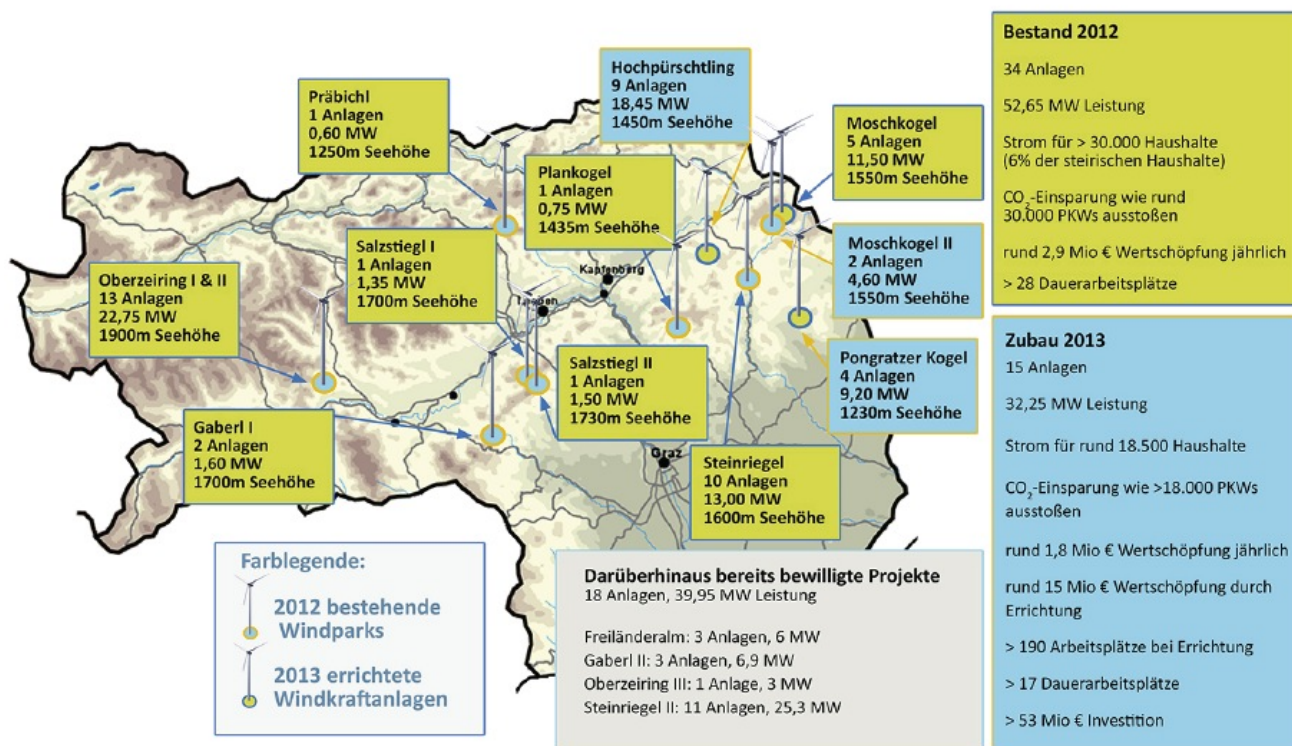 Präbichl
1 Anlagen
0,60 MW
1250m Seehöhe
Hochpürschtling
9 Anlagen
18,45 MW
1450m Seehöhe
Moschkogel
5 Anlagen
11,50 MW
1550m Seehöhe
Plankogel
1 Anlagen
0,75 MW
1435m Seehöhe
Salzstiegl I
1 Anlagen
1,35 MW
1700m Seehöhe
Moschkogel II
2 Anlagen
4,60 MW
1550m Seehöhe
Oberzeiring I & II
13 Anlagen
22,75 MW
1900m Seehöhe
Kapfenberg
Leoben
Salzstiegl II
1 Anlagen
1,50 MW
1730m Seehöhe
Pongratzer Kogel
4 Anlagen
9,20 MW
1230m Seehöhe
Gaberl I
2 Anlagen
1,60 MW
1700m Seehöhe
Graz
Steinriegel
10 Anlagen
13,00 MW
1600m Seehöhe
Farblegende:
2012 bestehende
Windparks
2013 errichtete
Windkraftanlagen
Darüberhinaus bereits bewilligte Projekte
18 Anlagen, 39,95 MW Leistung
Freiländeralm: 3 Anlagen, 6 MW
Gaberl II: 3 Anlagen, 6,9 MW
Oberzeiring III: 1 Anlage, 3 MW
Steinriegel II: 11 Anlagen, 25,3 MW
Bestand 2012
34 Anlagen
52,65 MW Leistung
Strom für > 30.000 Haushalte
(6% der steirischen Haushalte)
CO₂-Einsparung wie rund
30.000 PKWs ausstoßen
rund 2,9 Mio € Wertschöpfung jährlich
> 28 Dauerarbeitsplätze
Zubau 2013
15 Anlagen
32,25 MW Leistung
Strom für rund 18.500 Haushalte
CO₂-Einsparung wie >18.000 PKWs
ausstoßen
rund 1,8 Mio € Wertschöpfung jährlich
rund 15 Mio € Wertschöpfung durch
Errichtung
> 190 Arbeitsplätze bei Errichtung
> 17 Dauerarbeitsplätze
> 53 Mio € Investition